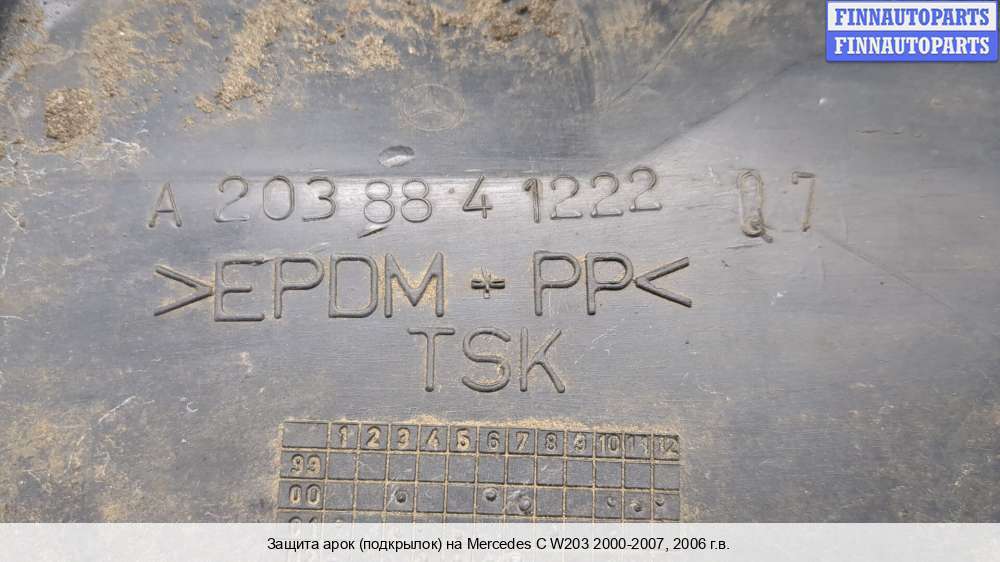 FINNAUTOPARTS
FINNAUTOPARTS
A 203 88 4 1222 Q7
>EPDM + PP<
TSK
1 2 3 4 5 6 7 8 9 10 11 12
99
00
Защита арок (подкрылок) на Mercedes C W203 2000-2007, 2006 г.в.